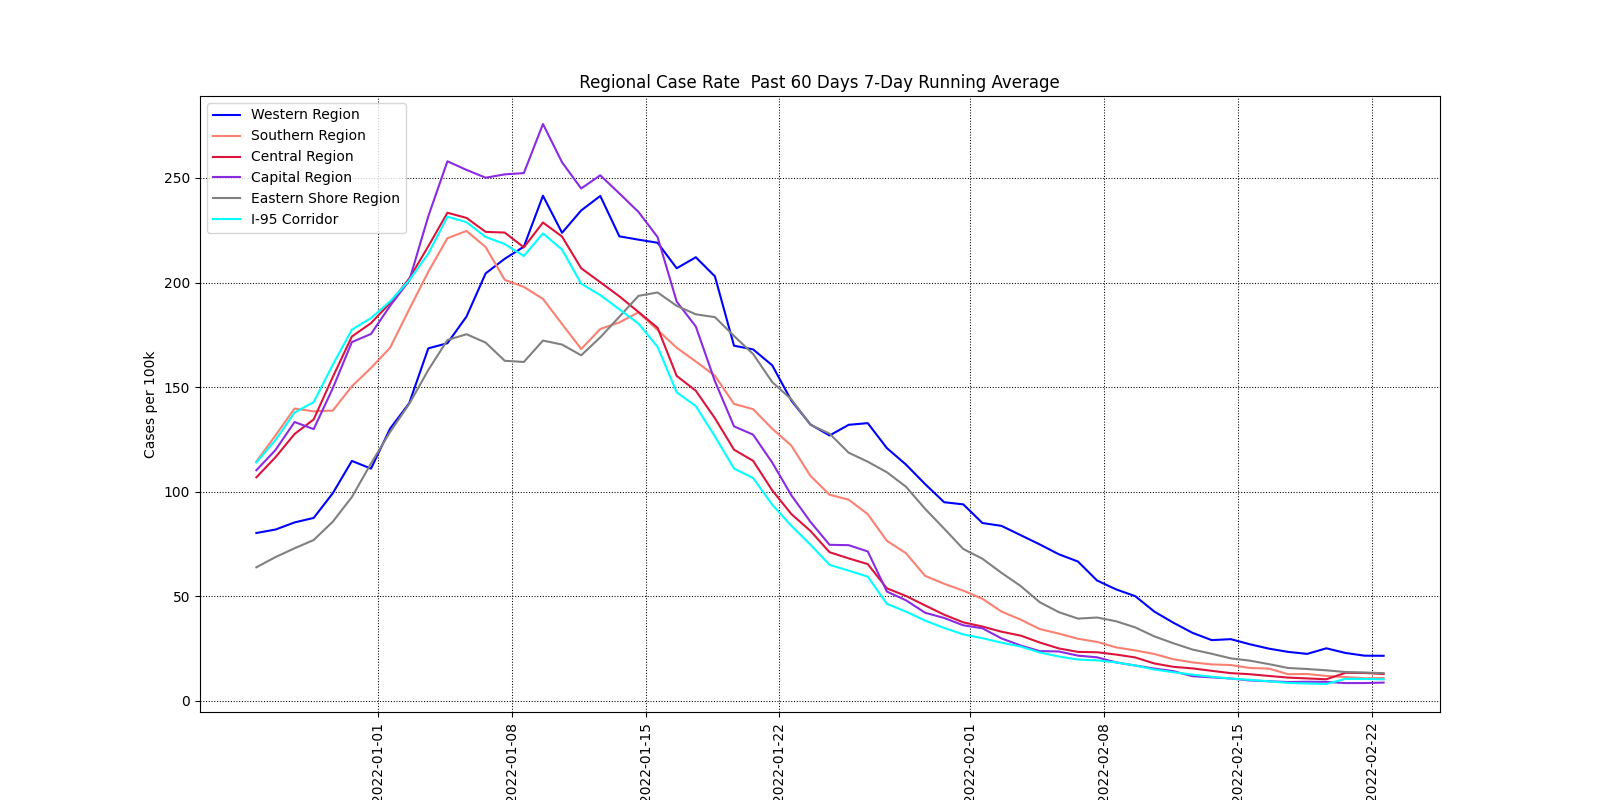 Regional Case Rate  Past 60 Days 7-Day Running Average
Western Region
Southern Region
Central Region
Capital Region
Eastern Shore Region
I-95 Corridor
Cases per 100k
250
200
150
100
50
0
2022-01-01
2022-01-08
2022-01-15
2022-01-22
2022-02-01
2022-02-08
2022-02-15
2022-02-22